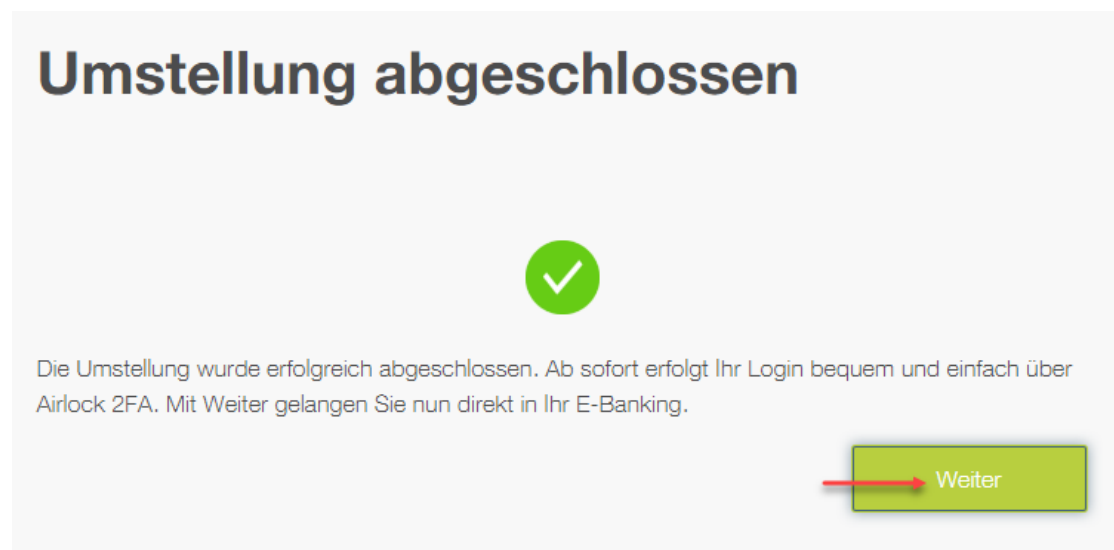 Umstellung abgeschlossen
Die Umstellung wurde erfolgreich abgeschlossen. Ab sofort erfolgt Ihr Login bequem und einfach über
Airlock 2FA. Mit Weiter gelangen Sie nun direkt in Ihr E-Banking.
Weiter